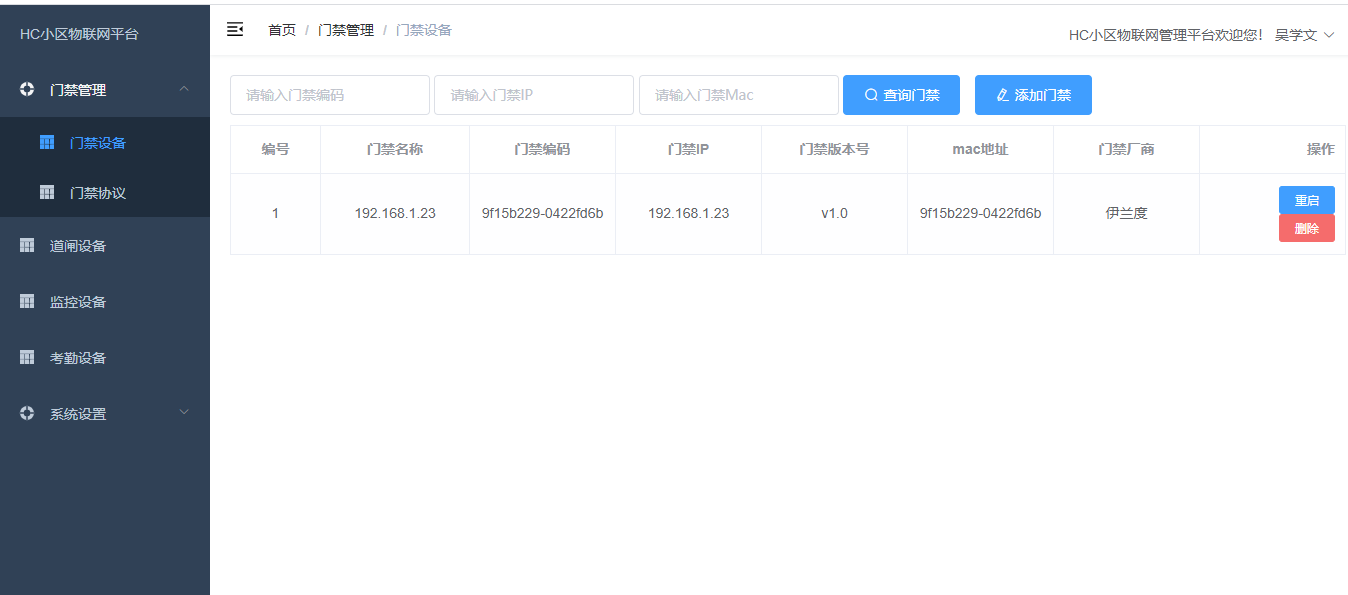 HC小区物联网平台
门禁管理
门禁设备
门禁协议
道闸设备
监控设备
考勤设备
系统设置
首页 / 门禁管理 / 门禁设备
HC小区物联网管理平台欢迎您! 吴学文
请输入门禁编码 请输入门禁IP 请输入门禁Mac 查询门禁 添加门禁
编号 门禁名称 门禁编码 门禁IP 门禁版本号 mac地址 门禁厂商 操作
1 192.168.1.23 9f15b229-0422fd6b 192.168.1.23 v1.0 9f15b229-0422fd6b 伊兰度
重启
删除